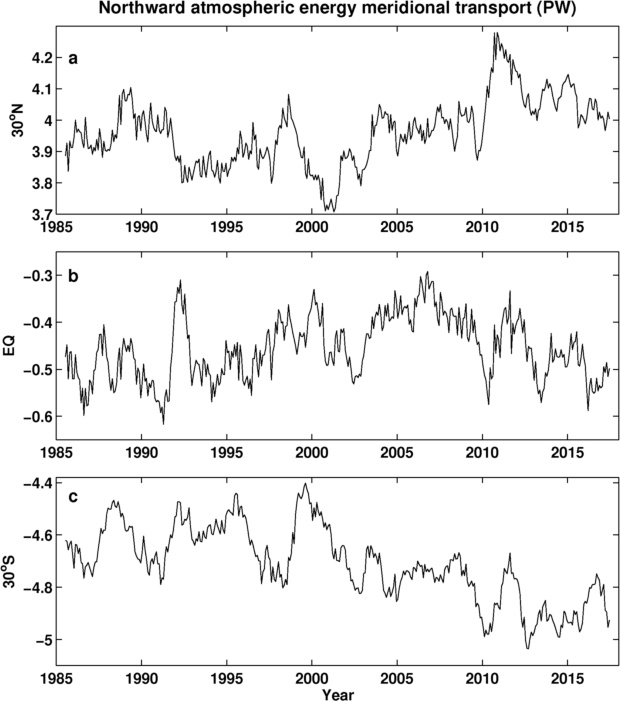 Northward atmospheric energy meridional transport (PW)
a
30°N
4.2
4.1
4
3.9
3.8
3.7
1985 1990 1995 2000 2005 2010 2015
b
EQ
−0.3
−0.4
−0.5
−0.6
1985 1990 1995 2000 2005 2010 2015
c
30°S
−4.4
−4.6
−4.8
−5
1985 1990 1995 2000 2005 2010 2015
Year